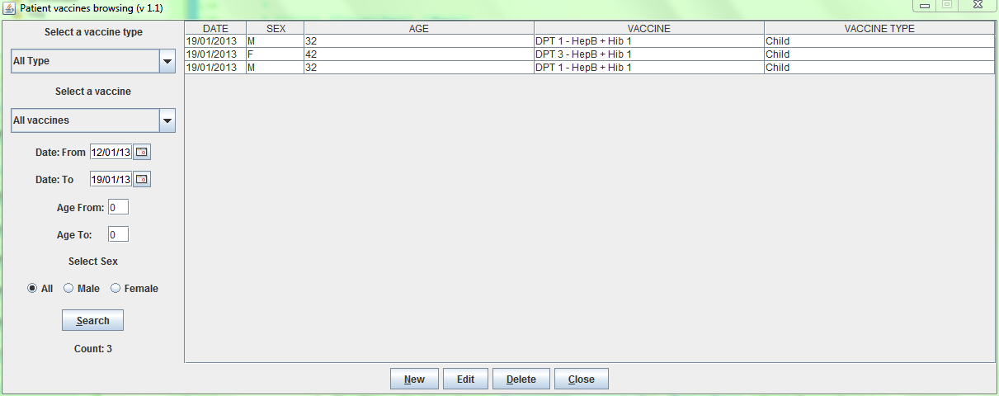 Patient vaccines browsing (v 1.1)
Select a vaccine type
All Type
Select a vaccine
All vaccines
Date: From 12/01/13
Date: To 19/01/13
Age From: 0
Age To: 0
Select Sex
All Male Female
Search
Count: 3
DATE SEX AGE VACCINE VACCINE TYPE
19/01/2013 M 32 DPT 1 - HepB + Hib 1 Child
19/01/2013 F 42 DPT 3 - HepB + Hib 1 Child
19/01/2013 M 32 DPT 1 - HepB + Hib 1 Child
New Edit Delete Close